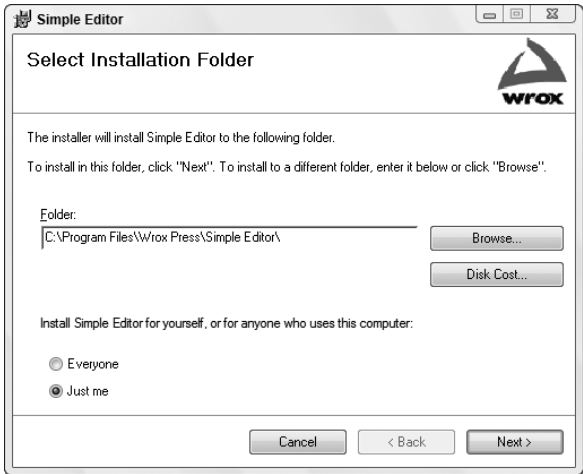 Simple Editor
Select Installation Folder
wrox
The installer will install Simple Editor to the following folder.
To install in this folder, click "Next". To install to a different folder, enter it below or click "Browse".
Folder:
C:\Program Files\Wrox Press\Simple Editor\
Browse...
Disk Cost...
Install Simple Editor for yourself, or for anyone who uses this computer:
Everyone
Just me
Cancel
< Back
Next >